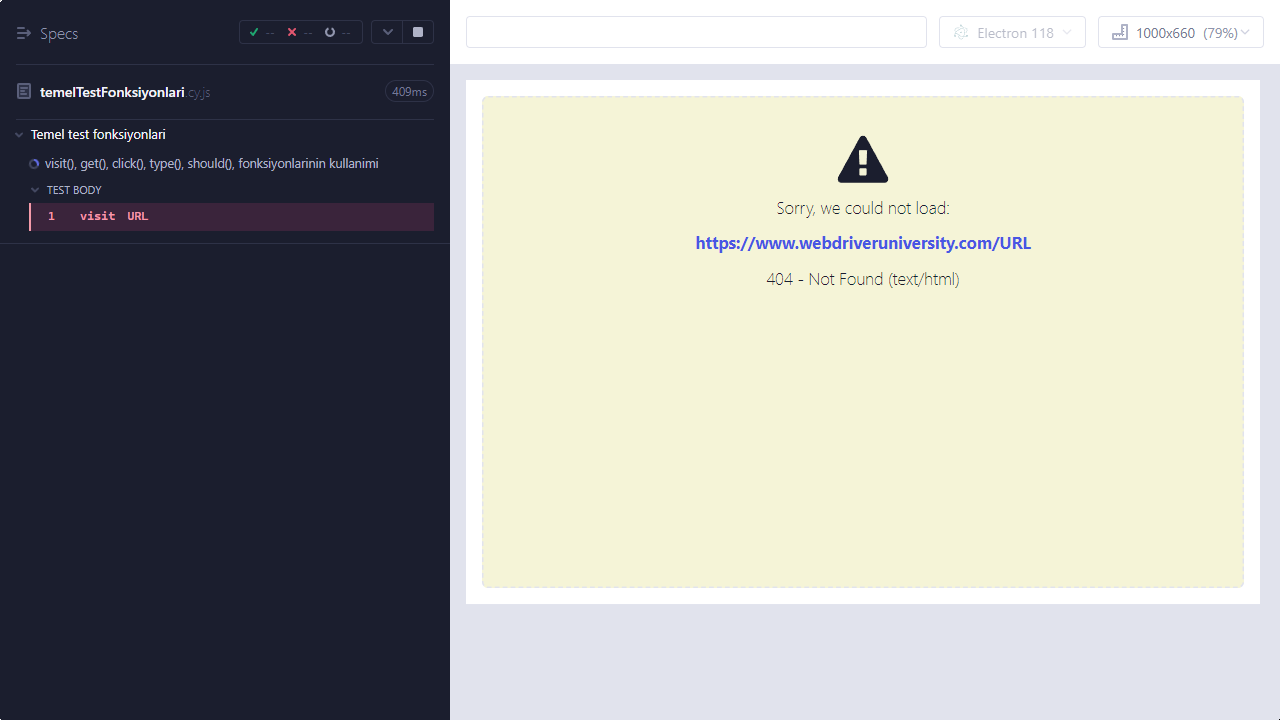 Specs
-- -- --
temelTestFonksiyonlari.cy.js 409ms
Temel test fonksiyonlari
visit(), get(), click(), type(), should(), fonksiyonlarinin kullanimi
TEST BODY
1 visit URL
Electron 118 1000x660 (79%)
Sorry, we could not load:
https://www.webdriveruniversity.com/URL
404 - Not Found (text/html)